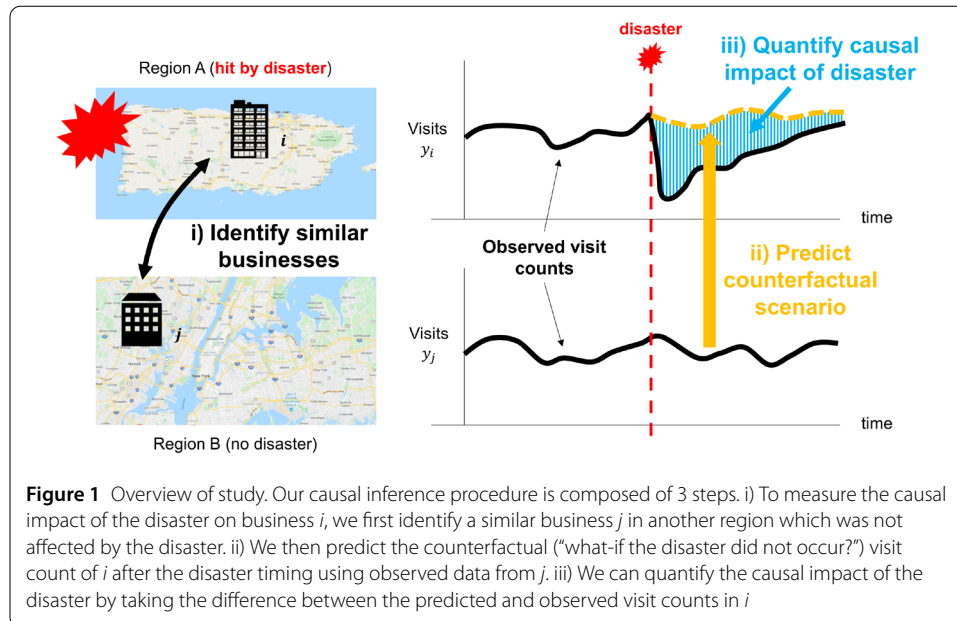 Region A (hit by disaster)
i
i) Identify similar
businesses
j
Region B (no disaster)
disaster
iii) Quantify causal
impact of disaster
Visits
yᵢ
time
Observed visit
counts
ii) Predict
counterfactual
scenario
Visits
yⱼ
time
Figure 1 Overview of study. Our causal inference procedure is composed of 3 steps. i) To measure the causal
impact of the disaster on business i, we first identify a similar business j in another region which was not
affected by the disaster. ii) We then predict the counterfactual (“what-if the disaster did not occur?”) visit
count of i after the disaster timing using observed data from j. iii) We can quantify the causal impact of the
disaster by taking the difference between the predicted and observed visit counts in i